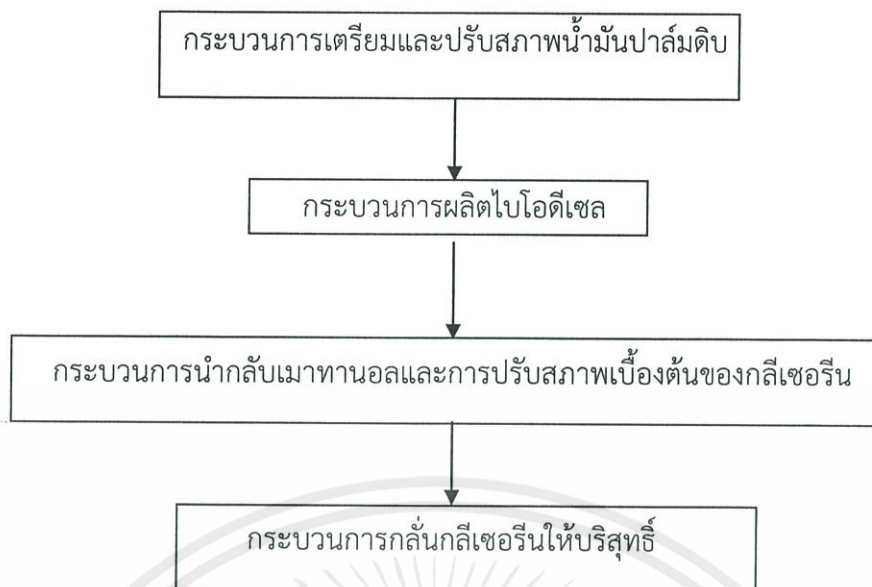 กระบวนการเตรียมและปรับสภาพน้ำมันปาล์มดิบ
กระบวนการผลิตไบโอดีเซล
กระบวนการนำกลับเมาทานอลและการปรับสภาพเบื้องต้นของกลีเซอรีน
กระบวนการกลั่นกลีเซอรีนให้บริสุทธิ์